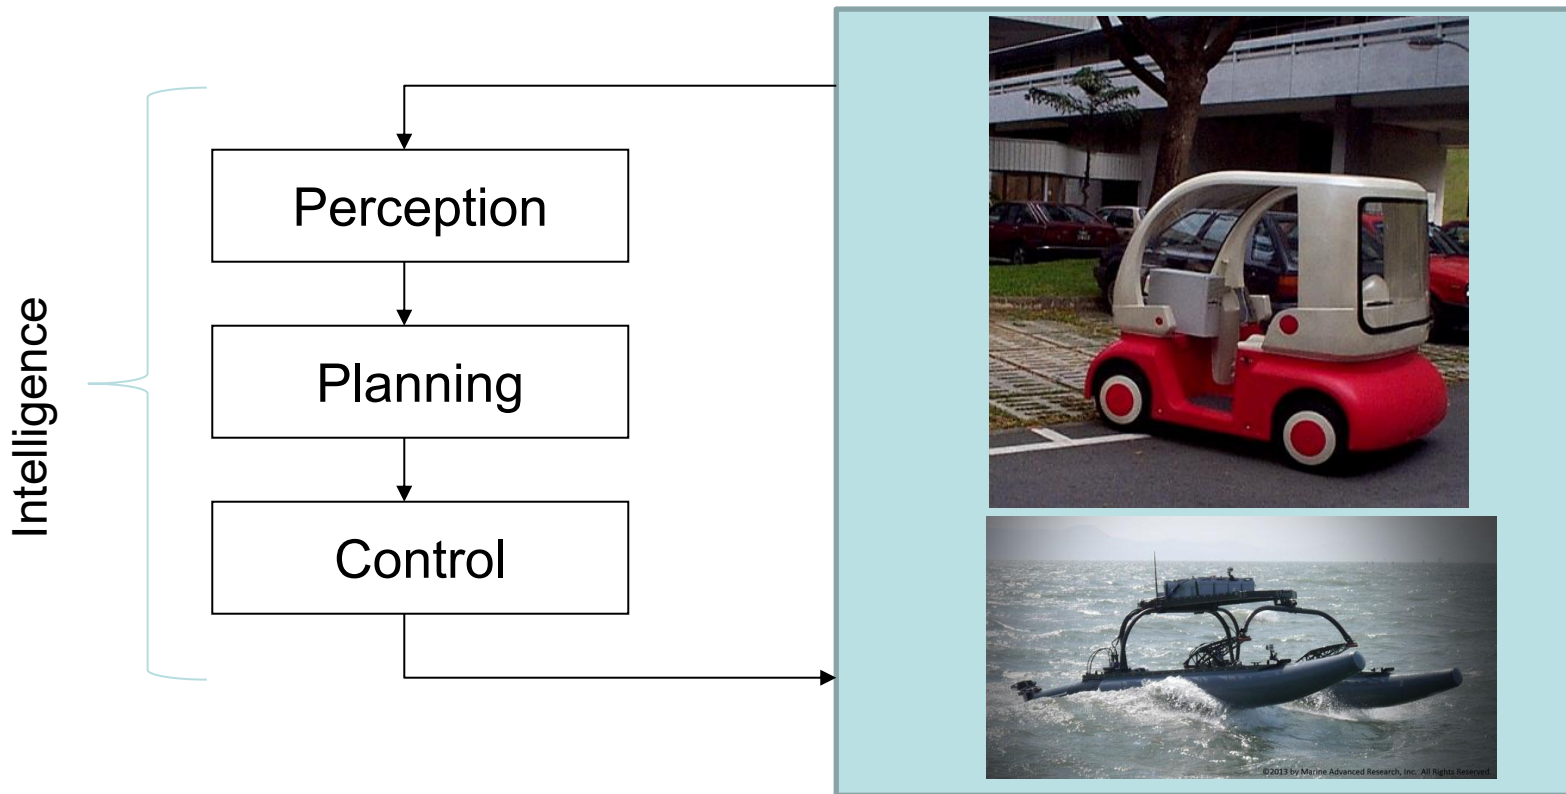 Intelligence
Perception
Planning
Control
©2013 by Marine Advanced Research, Inc. All Rights Reserved.